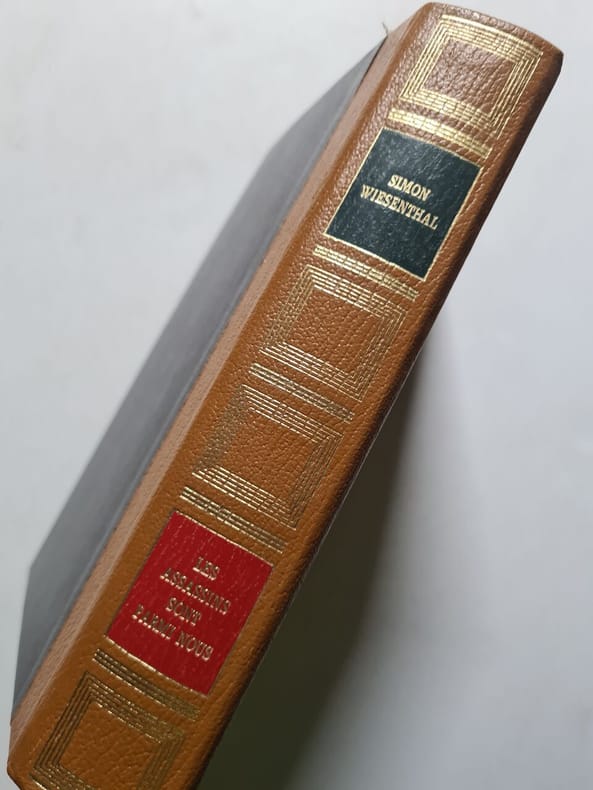 SIMON
WIESENTHAL
LES
ASSASSINS
SONT
PARMI NOUS